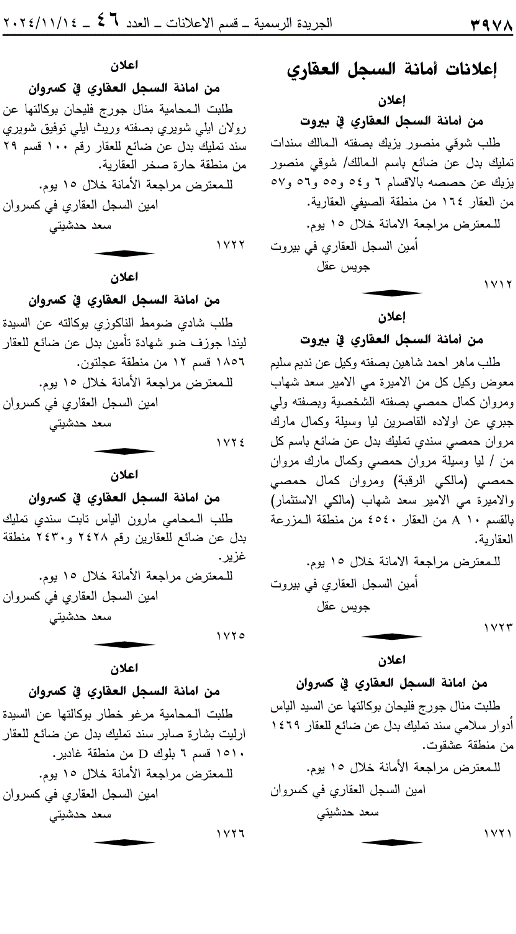 ٣٩٧٨
الجريدة الرسمية – قسم الاعلانات – العدد ٤٦ – ٢٠٢٤/١١/١٤
إعلانات أمانة السجل العقاري
إعلان
من أمانة السجل العقاري في بيروت
طلب شوقي منصور يزبك بصفته المالك سندات
تمليك بدل عن ضائع باسم المالك/ شوقي منصور
يزبك عن حصصه بالاقسام ٦ و٥٤ و٥٥ و٥٦ و٥٧
من العقار ١٦٤ من منطقة الصيفي العقارية.
للمعترض مراجعة الامانة خلال ١٥ يوم.
أمين السجل العقاري في بيروت
جويس عقل
١٧١٢
إعلان
من أمانة السجل العقاري في بيروت
طلب ماهر احمد شاهين بصفته وكيل عن نديم سليم
معوض وكيل كل من الاميرة مي الامير سعد شهاب
ومروان كمال حمصي بصفته الشخصية وبصفته ولي
جبري عن اولاده القاصرين ليا وسيلة وكمال مارك
مروان حمصي سندي تمليك بدل عن ضائع باسم كل
من / ليا وسيلة مروان حمصي وكمال مارك مروان
حمصي (مالكي الرقبة) ومروان كمال حمصي
والاميرة مي الامير سعد شهاب (مالكي الاستثمار)
بالقسم ١٠ A من العقار ٤٥٤٠ من منطقة المزرعة
العقارية.
للمعترض مراجعة الامانة خلال ١٥ يوم.
أمين السجل العقاري في بيروت
جويس عقل
١٧٢٣
اعلان
من امانة السجل العقاري في كسروان
طلبت منال جورج فليحان بوكالتها عن السيد الياس
أدوار سلامي سند تمليك بدل عن ضائع للعقار ١٤٦٩
من منطقة عشقوت.
للمعترض مراجعة الأمانة خلال ١٥ يوم.
امين السجل العقاري في كسروان
سعد حدشيتي
١٧٢١
اعلان
من امانة السجل العقاري في كسروان
طلبت المحامية منال جورج فليحان بوكالتها عن
رولان ايلي شويري بصفته وريث ايلي توفيق شويري
سند تمليك بدل عن ضائع للعقار رقم ١٠٠ قسم ٢٩
من منطقة حارة صخر العقارية.
للمعترض مراجعة الأمانة خلال ١٥ يوم.
امين السجل العقاري في كسروان
سعد حدشيتي
١٧٢٢
اعلان
من امانة السجل العقاري في كسروان
طلب شادي ضومط الناكوزي بوكالته عن السيدة
ليندا جوزف ضو شهادة تأمين بدل عن ضائع للعقار
١٨٥٦ قسم ١٢ من منطقة عجلتون.
للمعترض مراجعة الأمانة خلال ١٥ يوم.
امين السجل العقاري في كسروان
سعد حدشيتي
١٧٢٤
اعلان
من امانة السجل العقاري في كسروان
طلب المحامي مارون الياس تابت سندي تمليك
بدل عن ضائع للعقارين رقم ٢٤٢٨ و٢٤٣٠ منطقة
غزير.
للمعترض مراجعة الأمانة خلال ١٥ يوم.
امين السجل العقاري في كسروان
سعد حدشيتي
١٧٢٥
اعلان
من امانة السجل العقاري في كسروان
طلبت المحامية مرغو خطار بوكالتها عن السيدة
ارليت بشارة صابر سند تمليك بدل عن ضائع للعقار
١٥١٠ قسم ٦ بلوك D من منطقة غادير.
للمعترض مراجعة الأمانة خلال ١٥ يوم.
امين السجل العقاري في كسروان
سعد حدشيتي
١٧٢٦